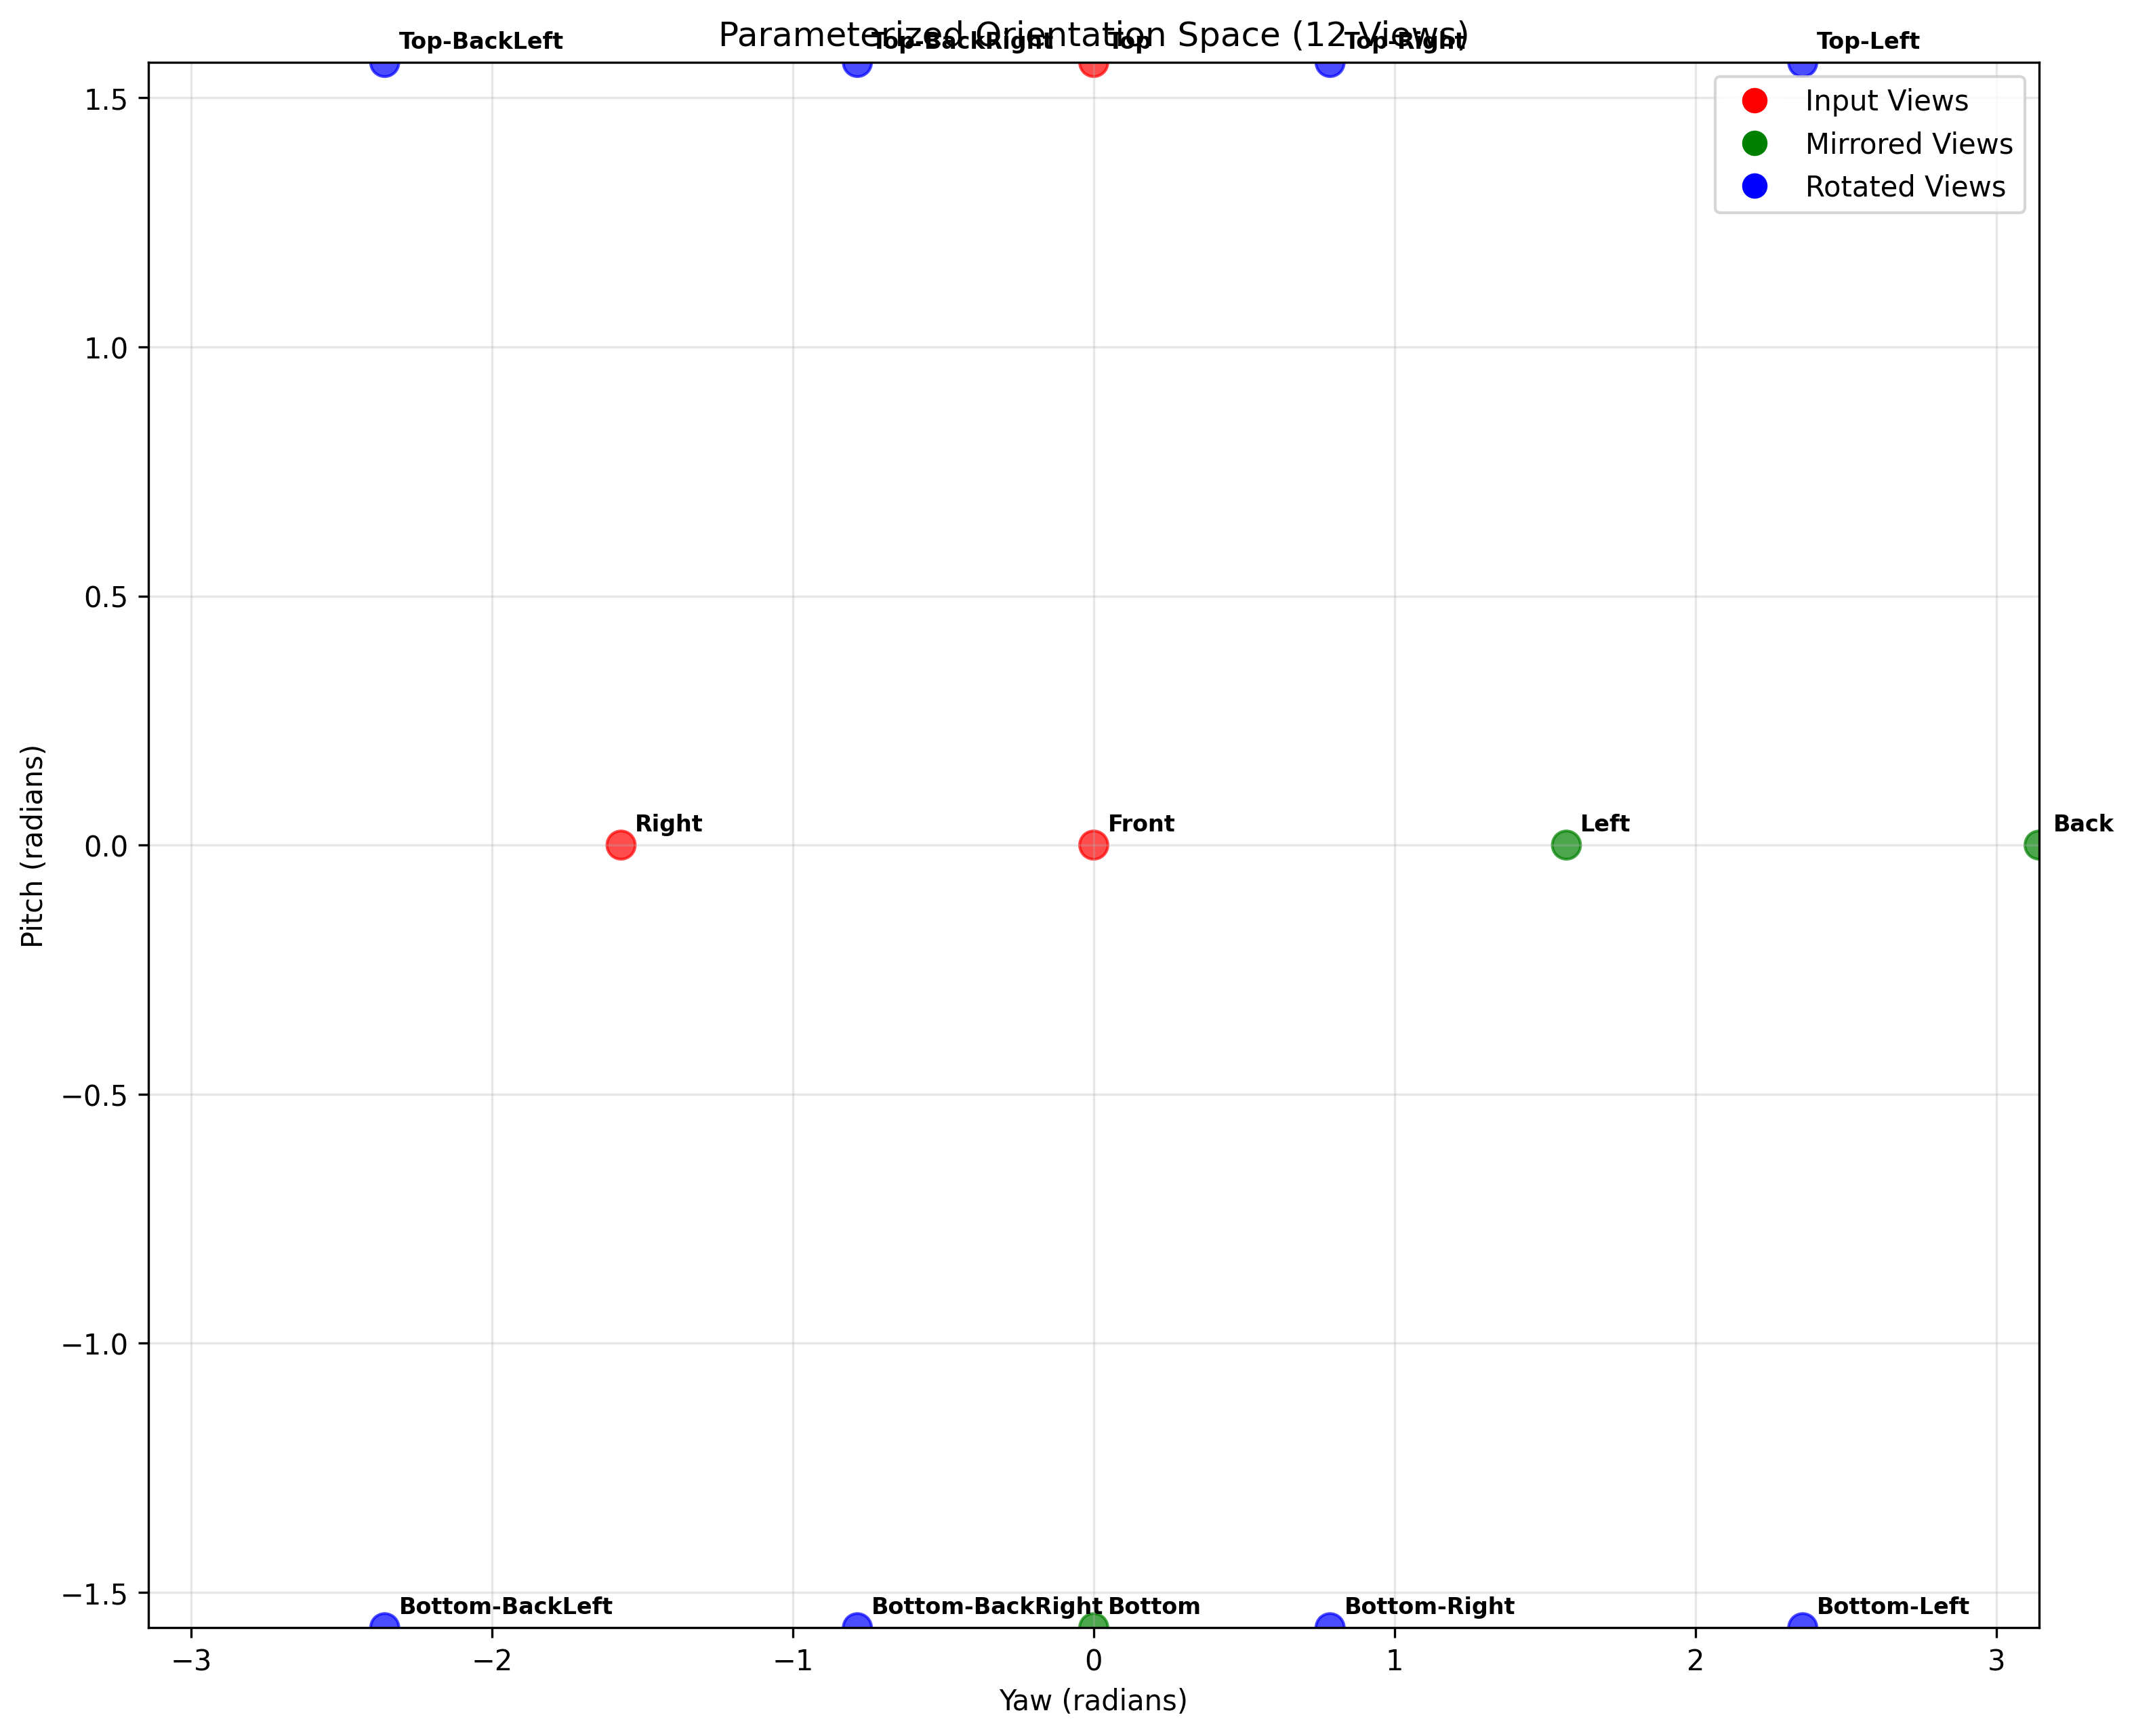 Parameterized Orientation Space (12 Views)
Top-BackLeft
Top-BackRight
Top
Top-Right
Top-Left
Input Views
Mirrored Views
Rotated Views
1.5
1.0
0.5
0.0
−0.5
−1.0
−1.5
Pitch (radians)
Right
Front
Left
Back
Bottom-BackLeft
Bottom-BackRight
Bottom
Bottom-Right
Bottom-Left
−3
−2
−1
0
1
2
3
Yaw (radians)